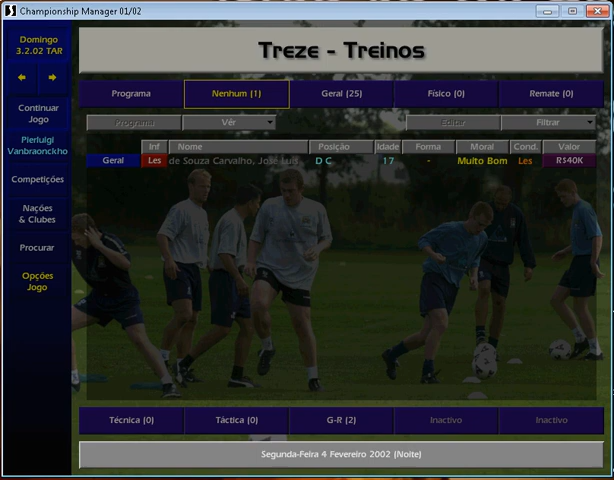 Championship Manager 01/02
Domingo
3.2.02 TAR
Continuar
Jogo
Pierluigi
Vanbraonckho
Competições
Nações
& Clubes
Procurar
Opções
Jogo
Treze - Treinos
Programa Nenhum (1) Geral (25) Físico (0) Remate (0)
Programa Vêr Editar Filtrar
Inf Nome Posição Idade Forma Moral Cond. Valor
Geral Les de Souza Carvalho, José Luis D C 17 - Muito Bom Les R$40K
Técnica (0) Táctica (0) G-R (2) Inactivo Inactivo
Segunda-Feira 4 Fevereiro 2002 (Noite)